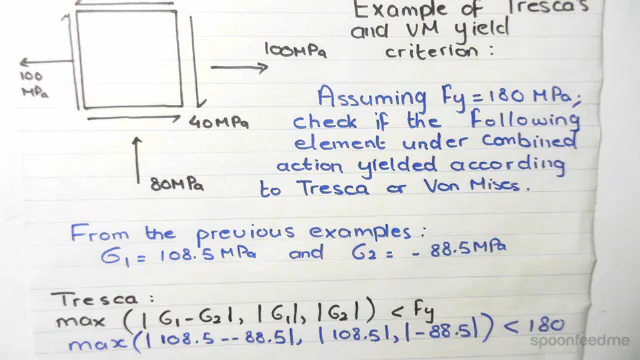 Example of Tresca's
and VM yield
criterion :
100MPa
100
MPa
Assuming Fy = 180 MPa;
check if the following
element under combined
action yielded according
to Tresca or Von Mises.
40MPa
80MPa
From the previous examples:
σ1 = 108.5 MPa and σ2 = - 88.5MPa
Tresca :
max ( | σ1 - σ2 |, | σ1 |, | σ2 | ) < Fy
max ( | 108.5 - - 88.5 |, | 108.5 |, | - 88.5 | ) < 180
spoonfeedme